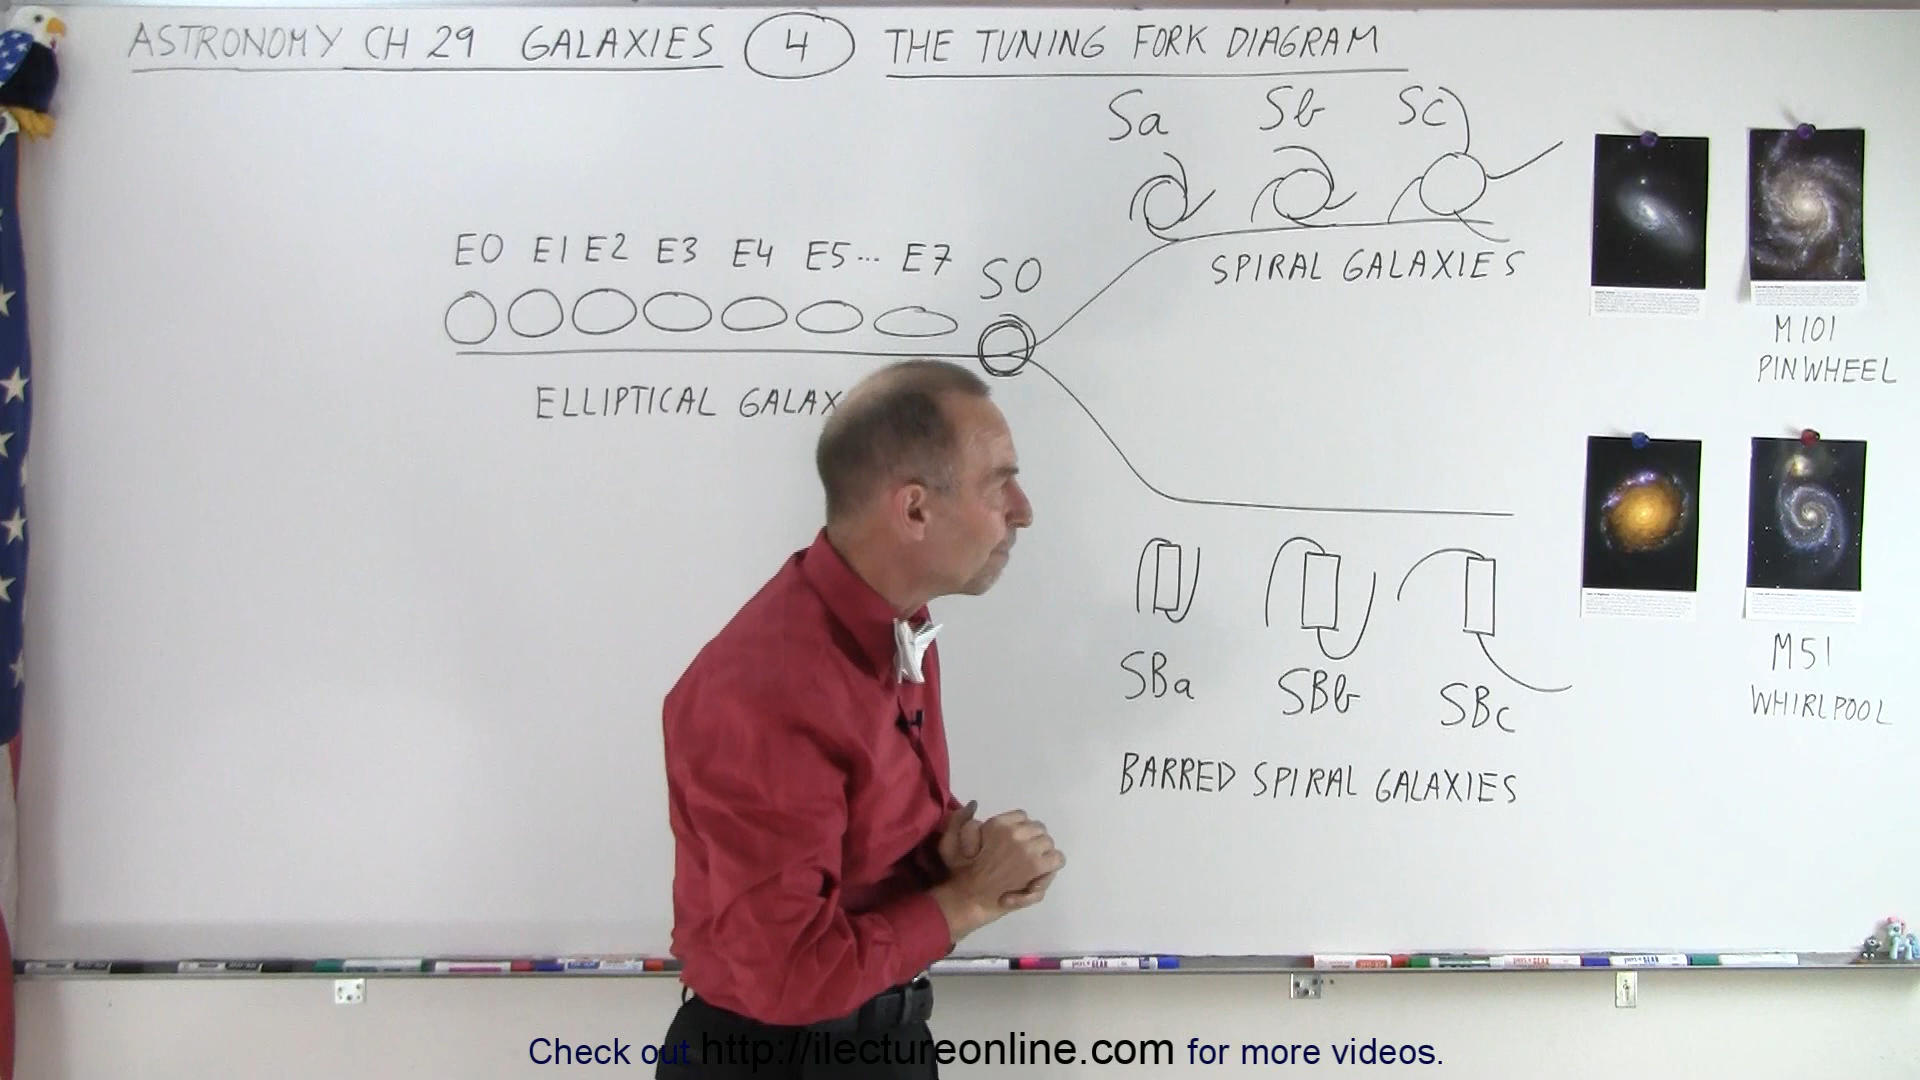 ASTRONOMY CH 29 GALAXIES 4 THE TUNING FORK DIAGRAM
Sa Sb Sc
E0 E1 E2 E3 E4 E5... E7
S0
SPIRAL GALAXIES
ELLIPTICAL GALAX
M101
PINWHEEL
SBa SBb SBc
M51
WHIRLPOOL
BARRED SPIRAL GALAXIES
Check out http://ilectureonline.com for more videos.